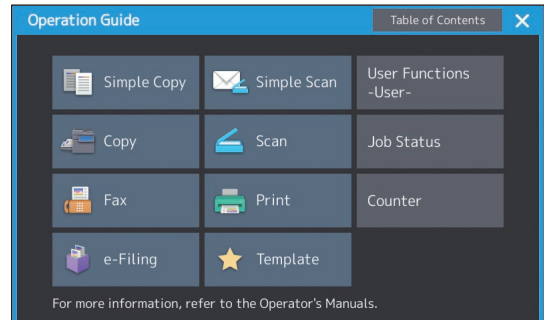 Operation Guide
Table of Contents
Simple Copy
Simple Scan
User Functions
-User-
Copy
Scan
Job Status
Fax
Print
Counter
e-Filing
Template
For more information, refer to the Operator's Manuals.